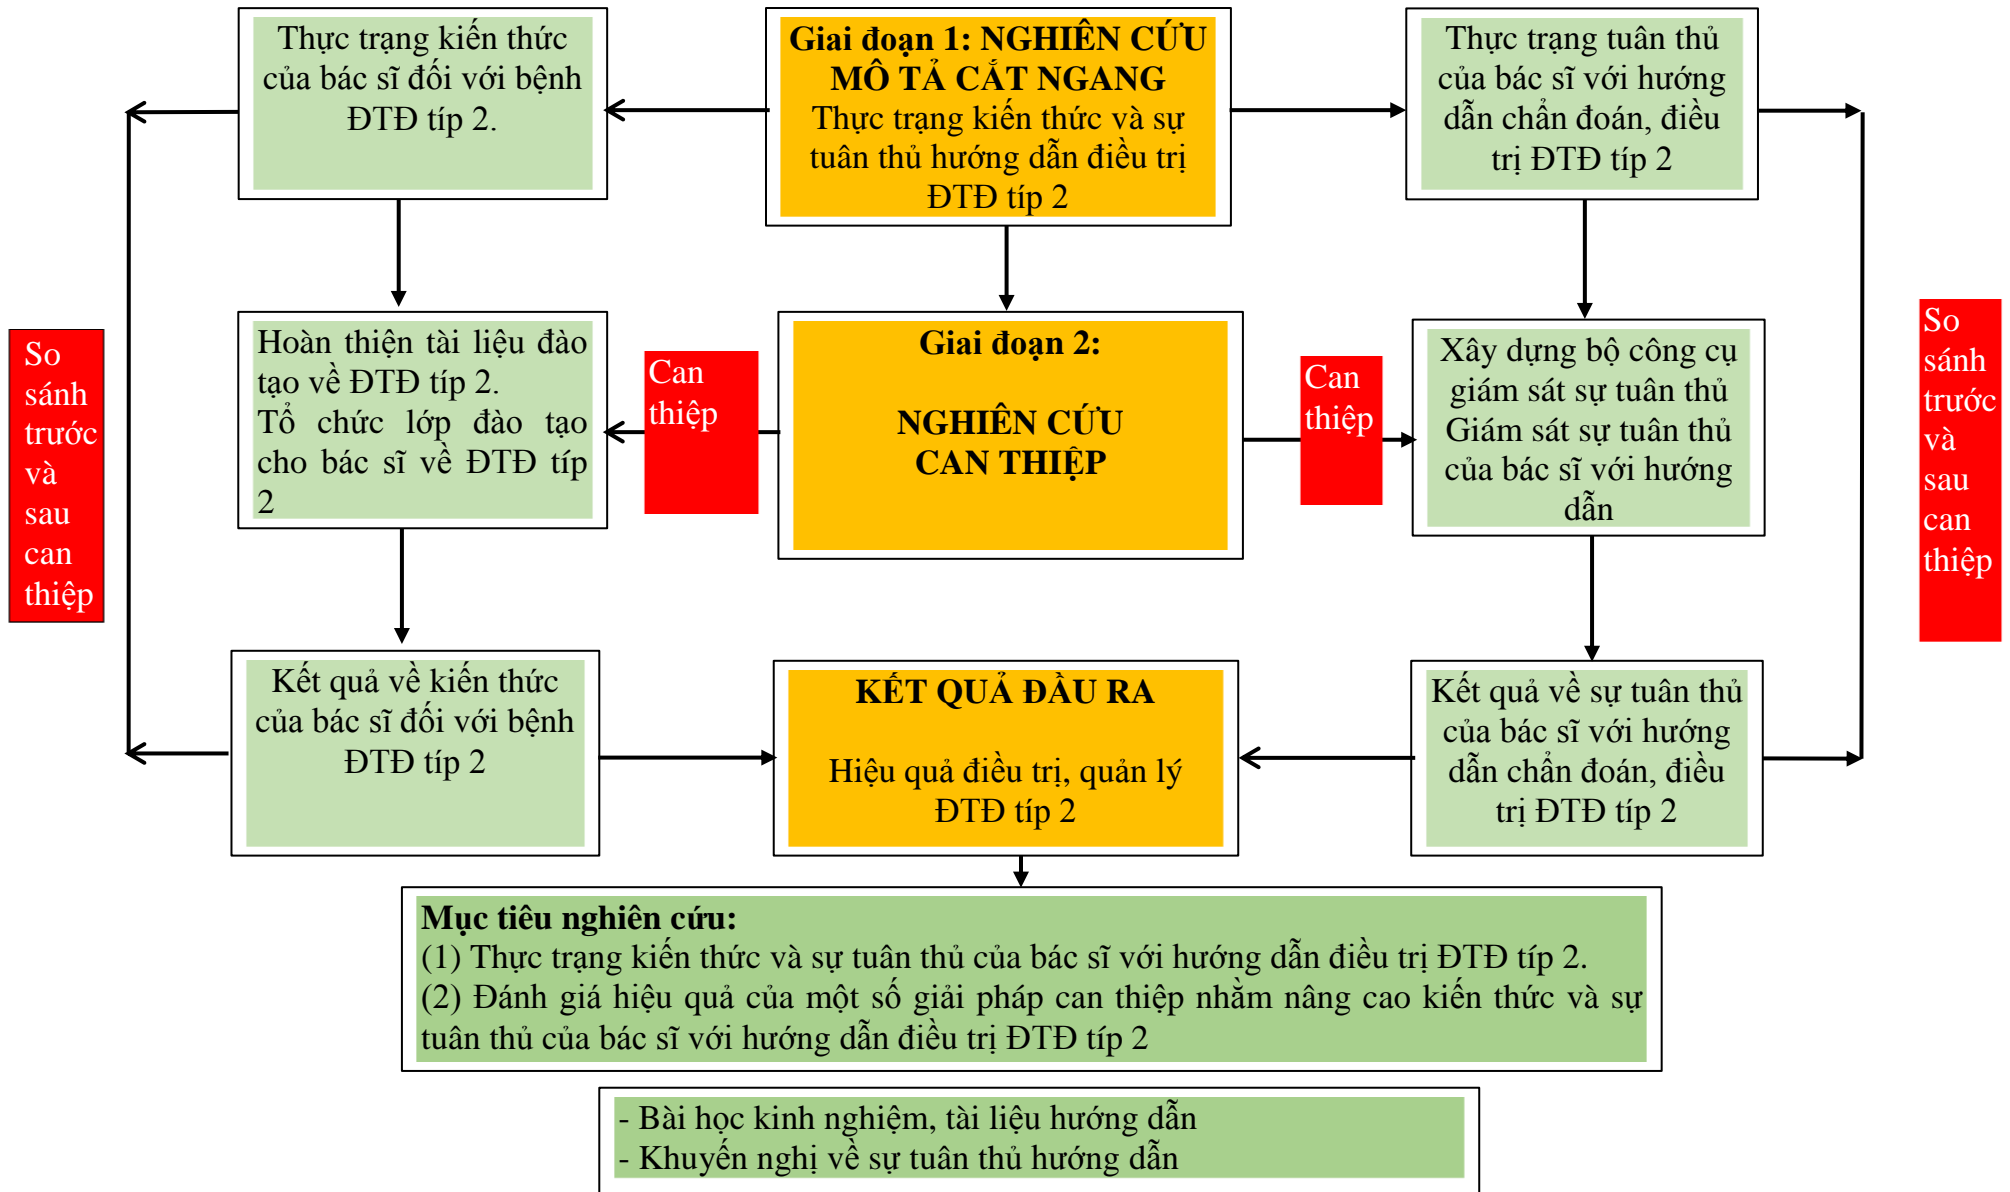 Thực trạng kiến thức
của bác sĩ đối với bệnh
ĐTĐ típ 2.
Giai đoạn 1: NGHIÊN CỨU
MÔ TẢ CẮT NGANG
Thực trạng kiến thức và sự
tuân thủ hướng dẫn điều trị
ĐTĐ típ 2
Thực trạng tuân thủ
của bác sĩ với hướng
dẫn chẩn đoán, điều
trị ĐTĐ típ 2
So
sánh
trước
và
sau
can
thiệp
Hoàn thiện tài liệu đào
tạo về ĐTĐ típ 2.
Tổ chức lớp đào tạo
cho bác sĩ về ĐTĐ típ
2
Can
thiệp
Giai đoạn 2:
NGHIÊN CỨU
CAN THIỆP
Can
thiệp
Xây dựng bộ công cụ
giám sát sự tuân thủ
Giám sát sự tuân thủ
của bác sĩ với hướng
dẫn
So
sánh
trước
và
sau
can
thiệp
Kết quả về kiến thức
của bác sĩ đối với bệnh
ĐTĐ típ 2
KẾT QUẢ ĐẦU RA
Hiệu quả điều trị, quản lý
ĐTĐ típ 2
Kết quả về sự tuân thủ
của bác sĩ với hướng
dẫn chẩn đoán, điều
trị ĐTĐ típ 2
Mục tiêu nghiên cứu:
(1) Thực trạng kiến thức và sự tuân thủ của bác sĩ với hướng dẫn điều trị ĐTĐ típ 2.
(2) Đánh giá hiệu quả của một số giải pháp can thiệp nhằm nâng cao kiến thức và sự
tuân thủ của bác sĩ với hướng dẫn điều trị ĐTĐ típ 2
- Bài học kinh nghiệm, tài liệu hướng dẫn
- Khuyến nghị về sự tuân thủ hướng dẫn